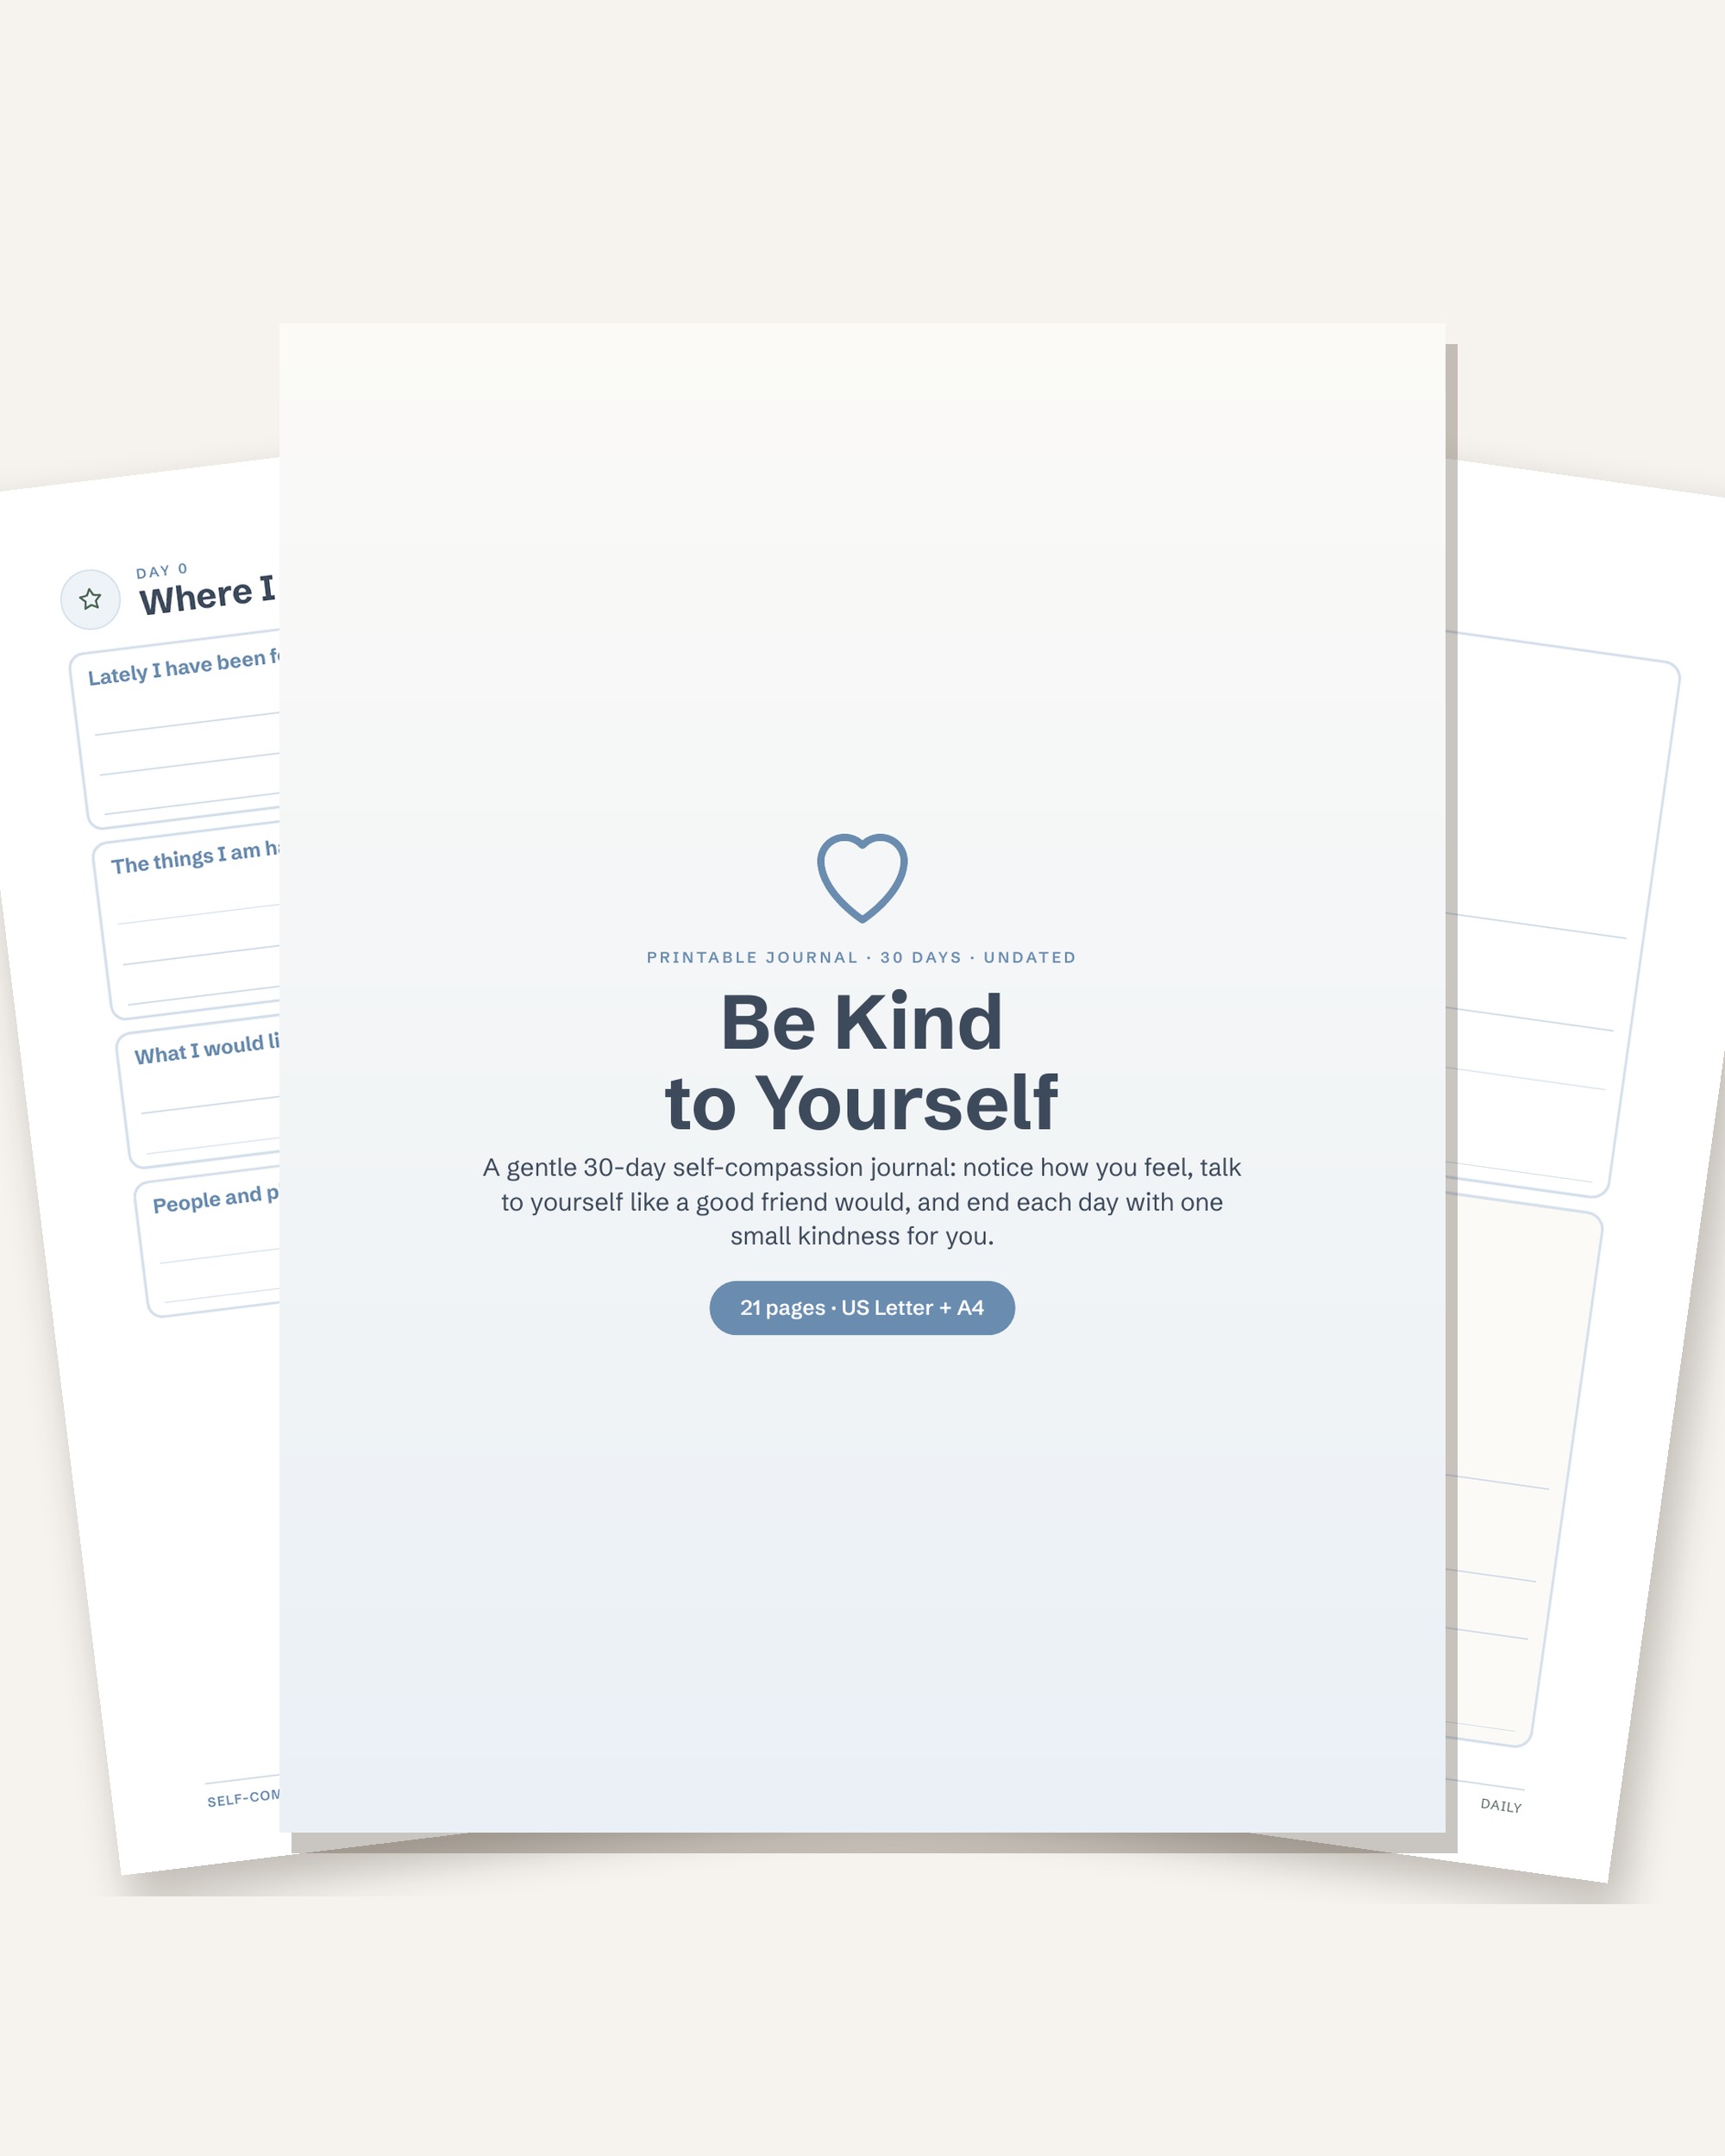 DAY 0
Where I
Lately I have been
The things I am
What I would
People and
SELF-COM
PRINTABLE JOURNAL · 30 DAYS · UNDATED
Be Kind
to Yourself
A gentle 30-day self-compassion journal: notice how you feel, talk
to yourself like a good friend would, and end each day with one
small kindness for you.
21 pages · US Letter + A4
DAILY